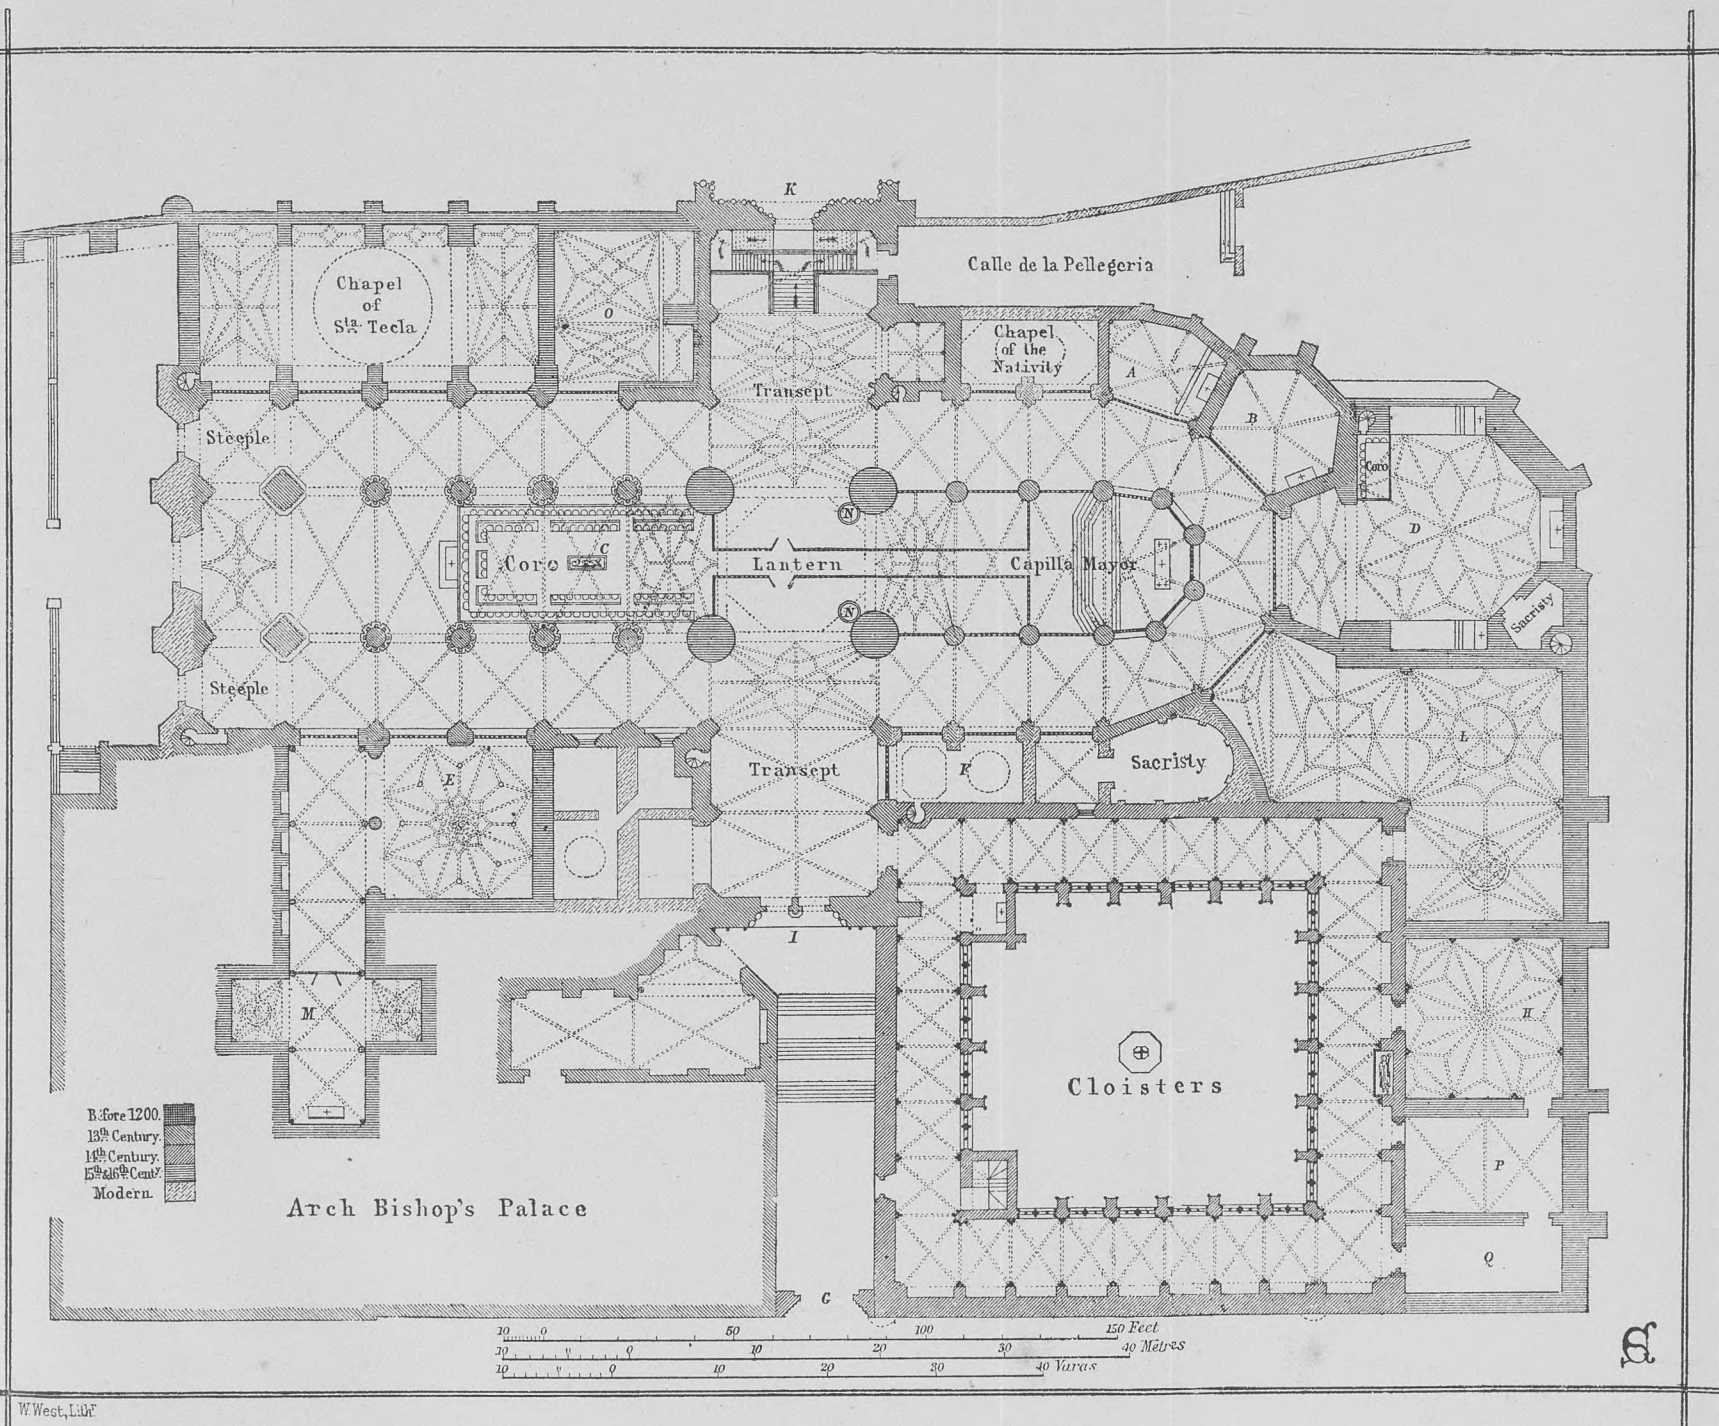 K
Calle de la Pellegeria
Chapel
of
Sta. Tecla
O
Chapel
of the
Nativity
A
Transept
B
Steeple
Coro
N
D
C
Coro
Lantern
Capilla Mayor
N
Sacristy
Steeple
L
E
Transept
F
Sacristy
I
M
H
Cloisters
Before 1200.
13th Century.
14th Century.
15th & 16th Centy.
Modern.
P
Arch Bishop's Palace
Q
G
10 0 50 100 150 Feet
10 0 10 20 30 40 Mètres
10 0 10 20 30 40 Varas
W. West, Lithr.